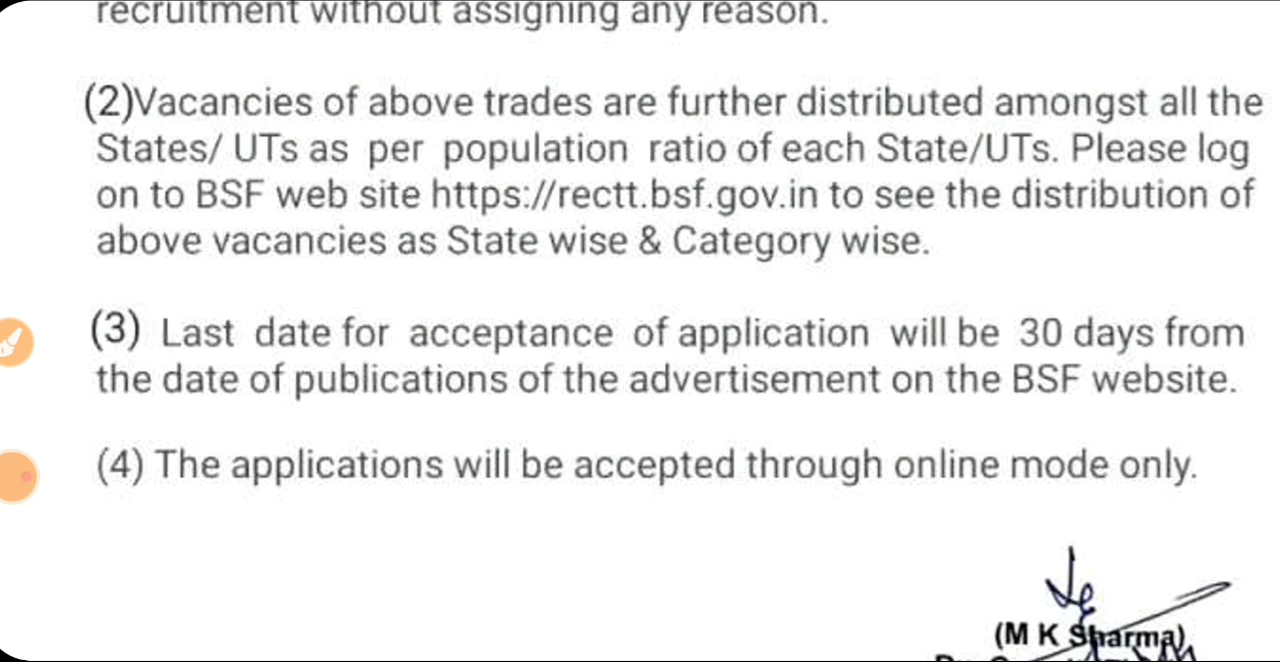 recruitment without assigning any reason.
(2)Vacancies of above trades are further distributed amongst all the
States/ UTs as per population ratio of each State/UTs. Please log
on to BSF web site https://rectt.bsf.gov.in to see the distribution of
above vacancies as State wise & Category wise.
(3) Last date for acceptance of application will be 30 days from
the date of publications of the advertisement on the BSF website.
(4) The applications will be accepted through online mode only.
(M K Sharma)